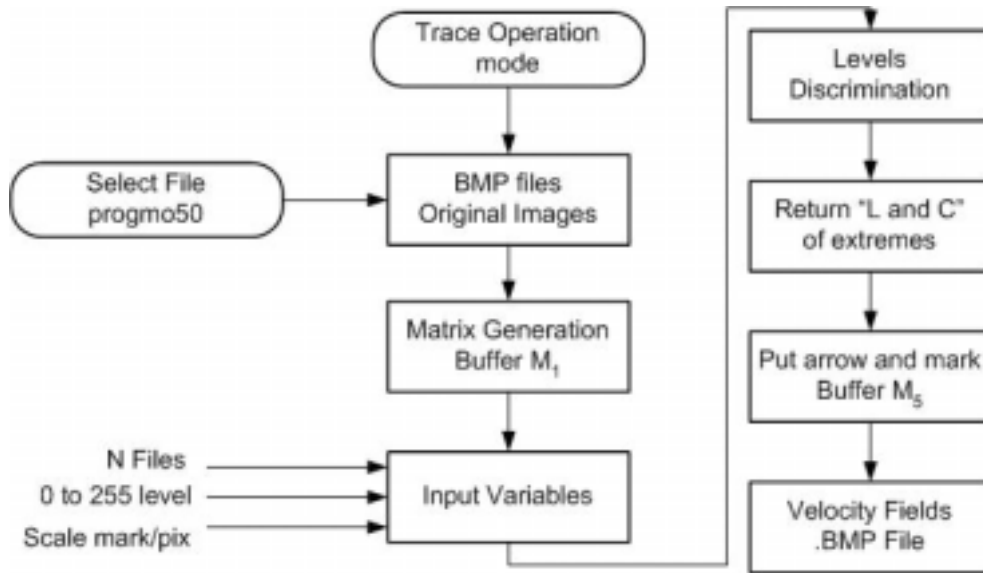 Trace Operation
mode
Select File
progmo50
BMP files
Original Images
Matrix Generation
Buffer M₁
N Files
0 to 255 level
Scale mark/pix
Input Variables
Levels
Discrimination
Return “L and C”
of extremes
Put arrow and mark
Buffer M₅
Velocity Fields
.BMP File